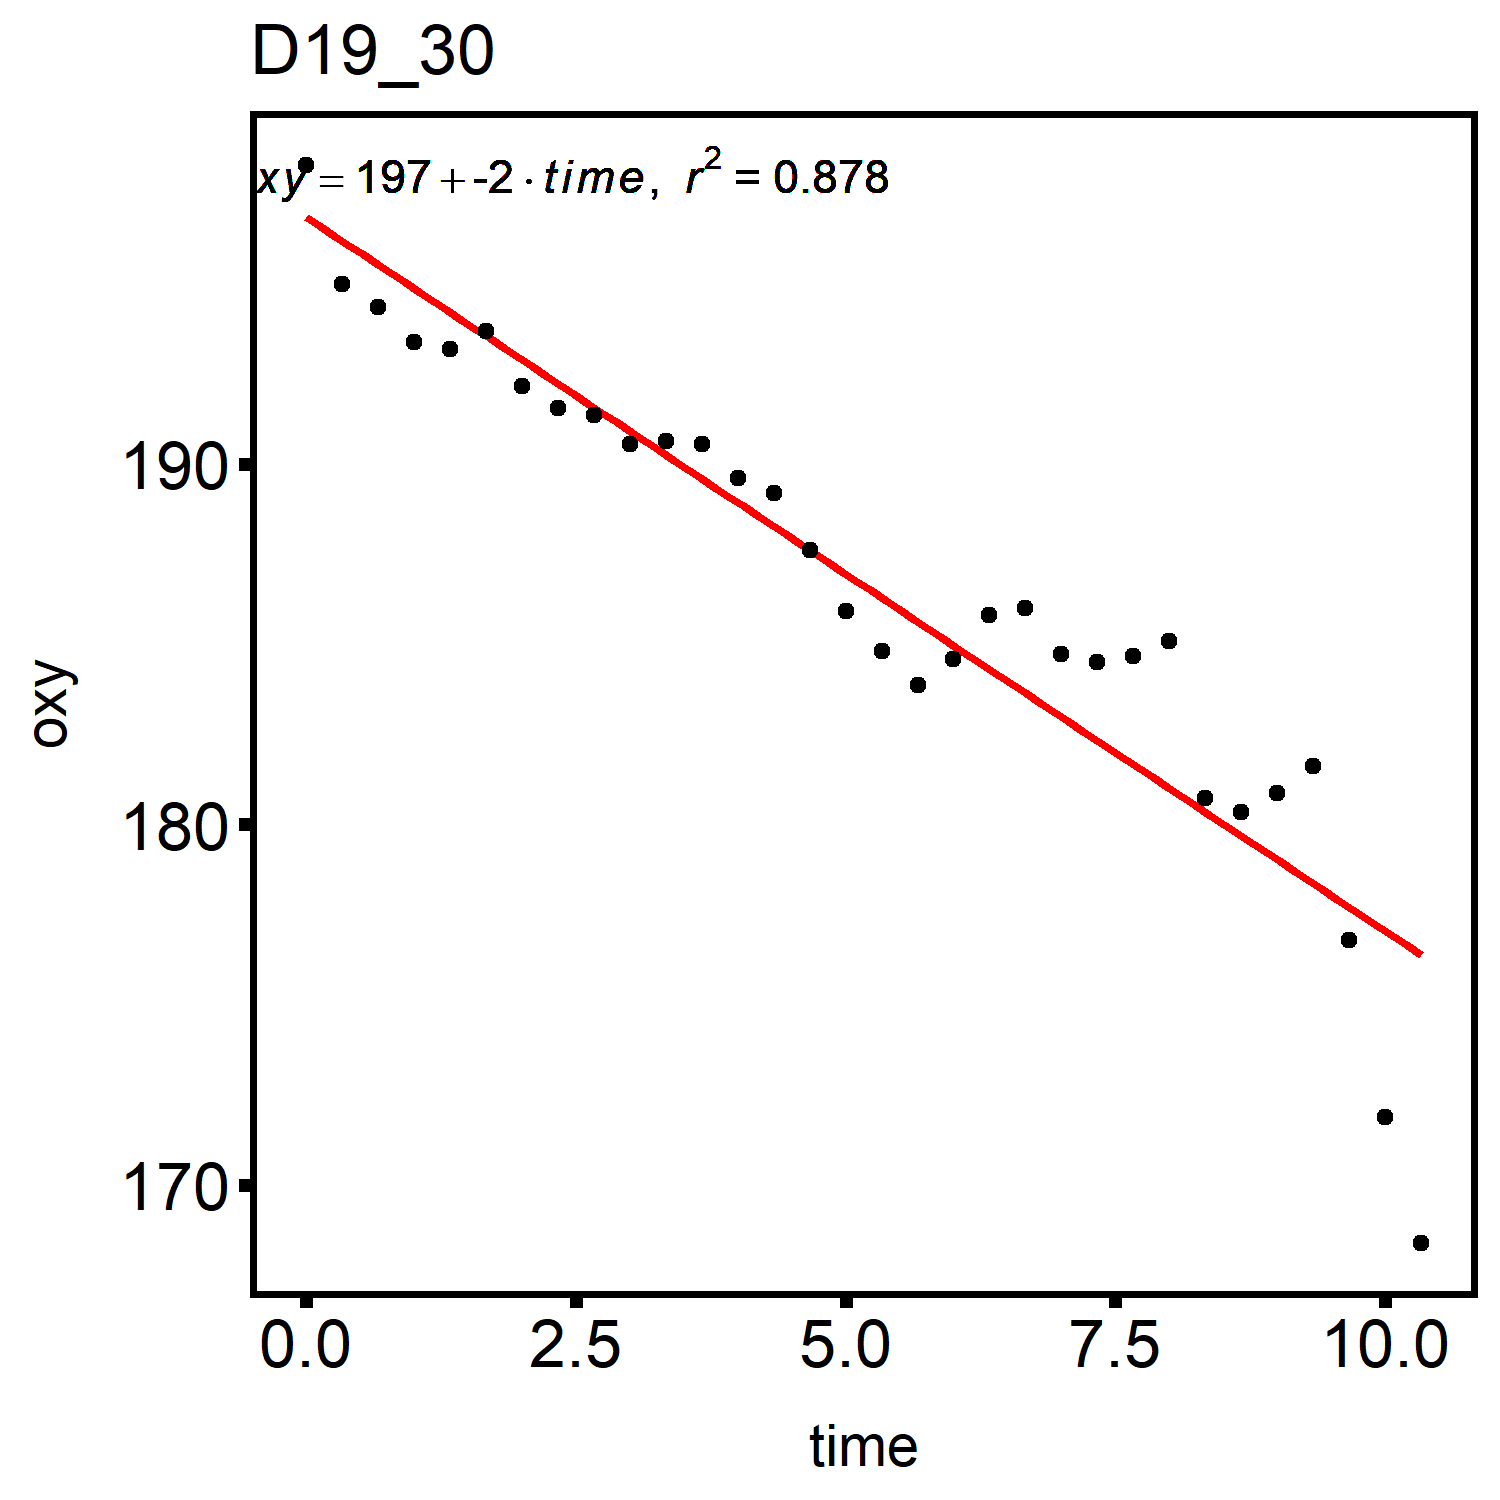 D19_30
xy = 197 + -2 · time, r² = 0.878
oxy
190
180
170
0.0 2.5 5.0 7.5 10.0
time